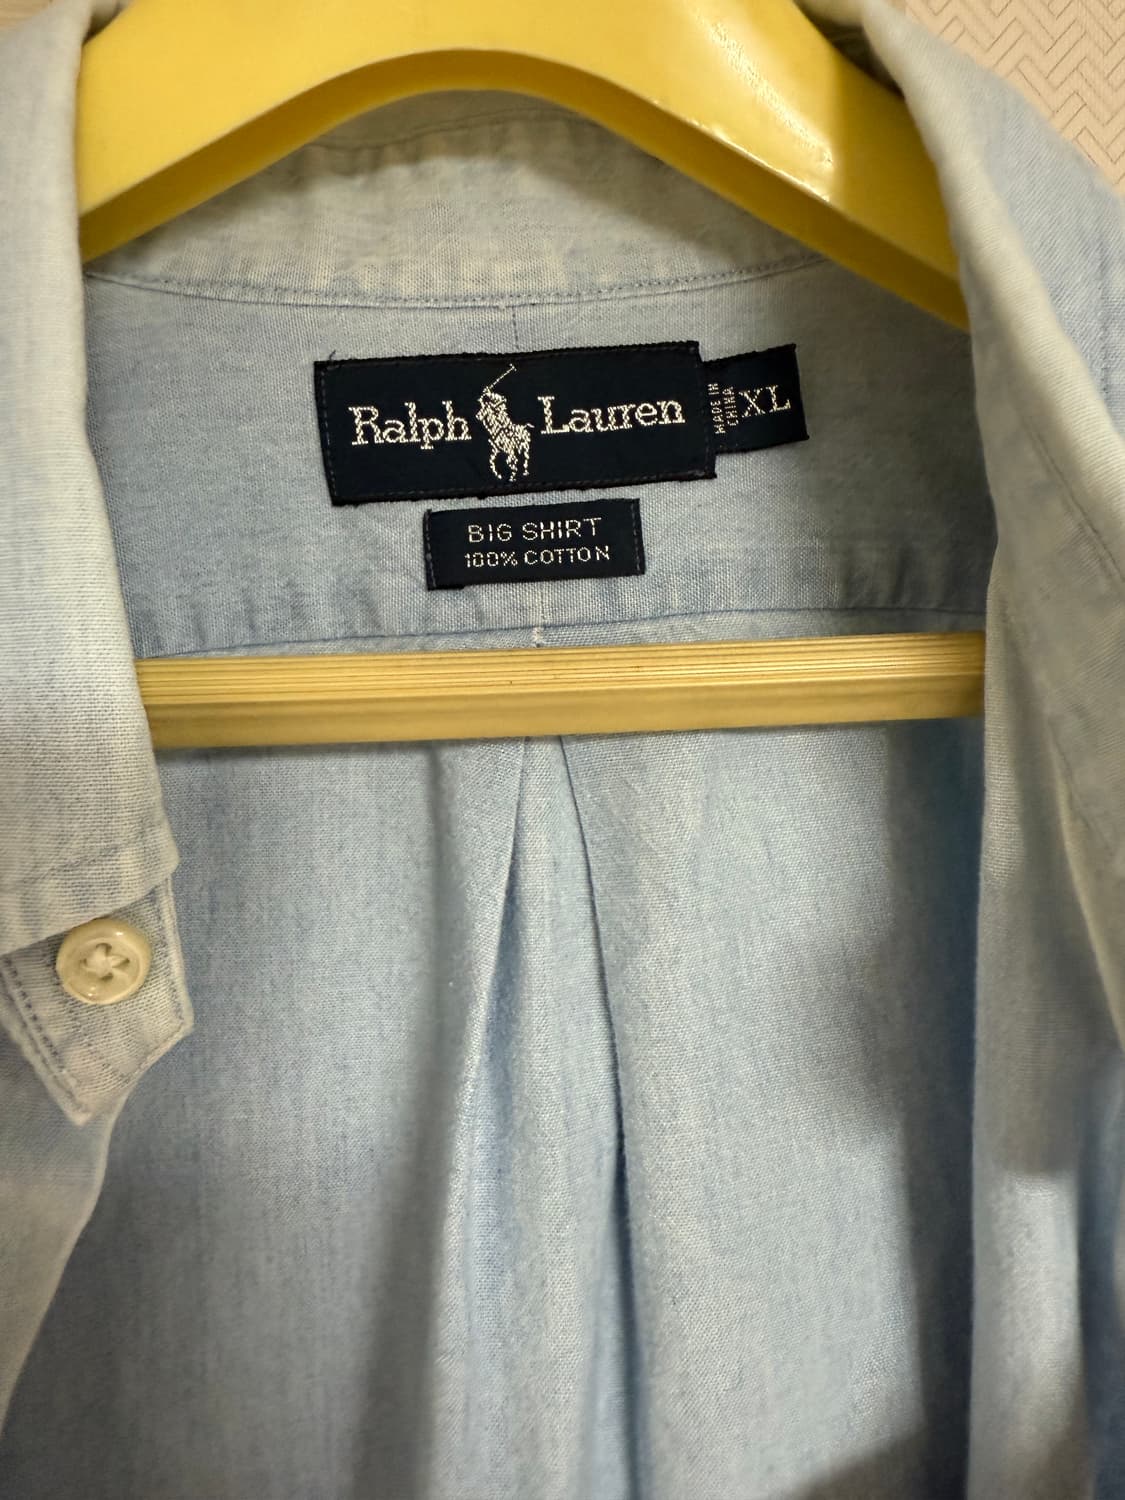 Ralph Lauren
MADE IN
CHINA
XL
BIG SHIRT
100% COTTON